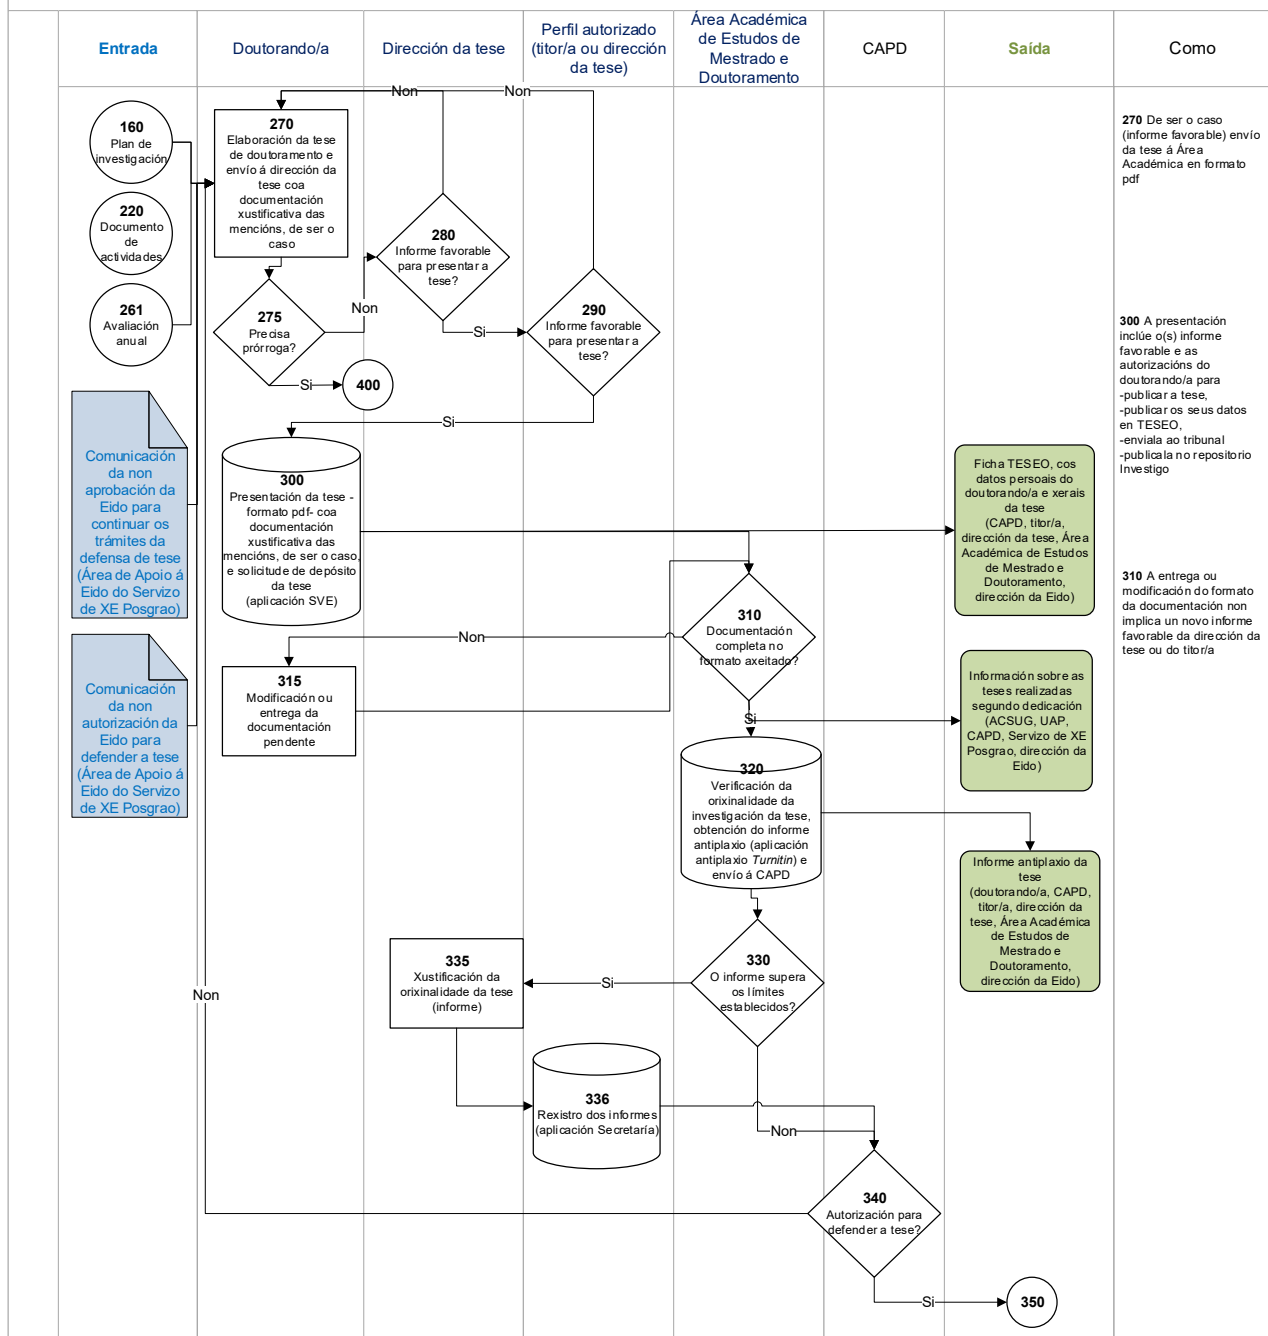 Entrada
Doutorando/a
Dirección da tese
Perfil autorizado
(titor/a ou dirección
da tese)
Área Académica
de Estudos de
Mestrado e
Doutoramento
CAPD
Saída
Como
160
Plan de
investigación
220
Documento
de
actividades
261
Avaliación
anual
Comunicación
da non
aprobación da
Eido para
continuar os
trámites da
defensa de tese
(Área de Apoio á
Eido do Servizo
de XE Posgrao)
Comunicación
da non
autorización da
Eido para
defender a tese
(Área de Apoio á
Eido do Servizo
de XE Posgrao)
Non
Non
270
Elaboración da tese
de doutoramento e
envío á dirección da
tese coa
documentación
xustificativa das
mencións, de ser o
caso
275
Precisa
prórroga?
Non
Si
400
280
Informe favorable
para presentar a
tese?
Si
290
Informe favorable
para presentar a
tese?
Si
300
Presentación da tese -
formato pdf- coa
documentación
xustificativa das
mencións, de ser o caso,
e solicitude de depósito
da tese
(aplicación SVE)
310
Documentación
completa no
formato axeitado?
Non
Si
315
Modificación ou
entrega da
documentación
pendente
320
Verificación da
orixinalidade da
investigación da tese,
obtención do informe
antiplaxio (aplicación
antiplaxio Turnitin) e
envío á CAPD
330
O informe supera
os límites
establecidos?
Si
Non
335
Xustificación da
orixinalidade da tese
(informe)
336
Rexistro dos informes
(aplicación Secretaría)
340
Autorización para
defender a tese?
Non
Si
350
Ficha TESEO, cos
datos persoais do
doutorando/a e xerais
da tese
(CAPD, titor/a,
dirección da tese, Área
Académica de Estudos
de Mestrado e
Doutoramento,
dirección da Eido)
Información sobre as
teses realizadas
segundo dedicación
(ACSUG, UAP,
CAPD, Servizo de XE
Posgrao, dirección da
Eido)
Informe antiplaxio da
tese
(doutorando/a, CAPD,
titor/a, dirección da
tese, Área Académica
de Estudos de
Mestrado e
Doutoramento,
dirección da Eido)
270 De ser o caso
(informe favorable) envío
da tese á Área
Académica en formato
pdf
300 A presentación
inclúe o(s) informe
favorable e as
autorizacións do
doutorando/a para
-publicar a tese,
-publicar os seus datos
en TESEO,
-enviala ao tribunal
-publicala no repositorio
Investigo
310 A entrega ou
modificación do formato
da documentación non
implica un novo informe
favorable da dirección da
tese ou do titor/a